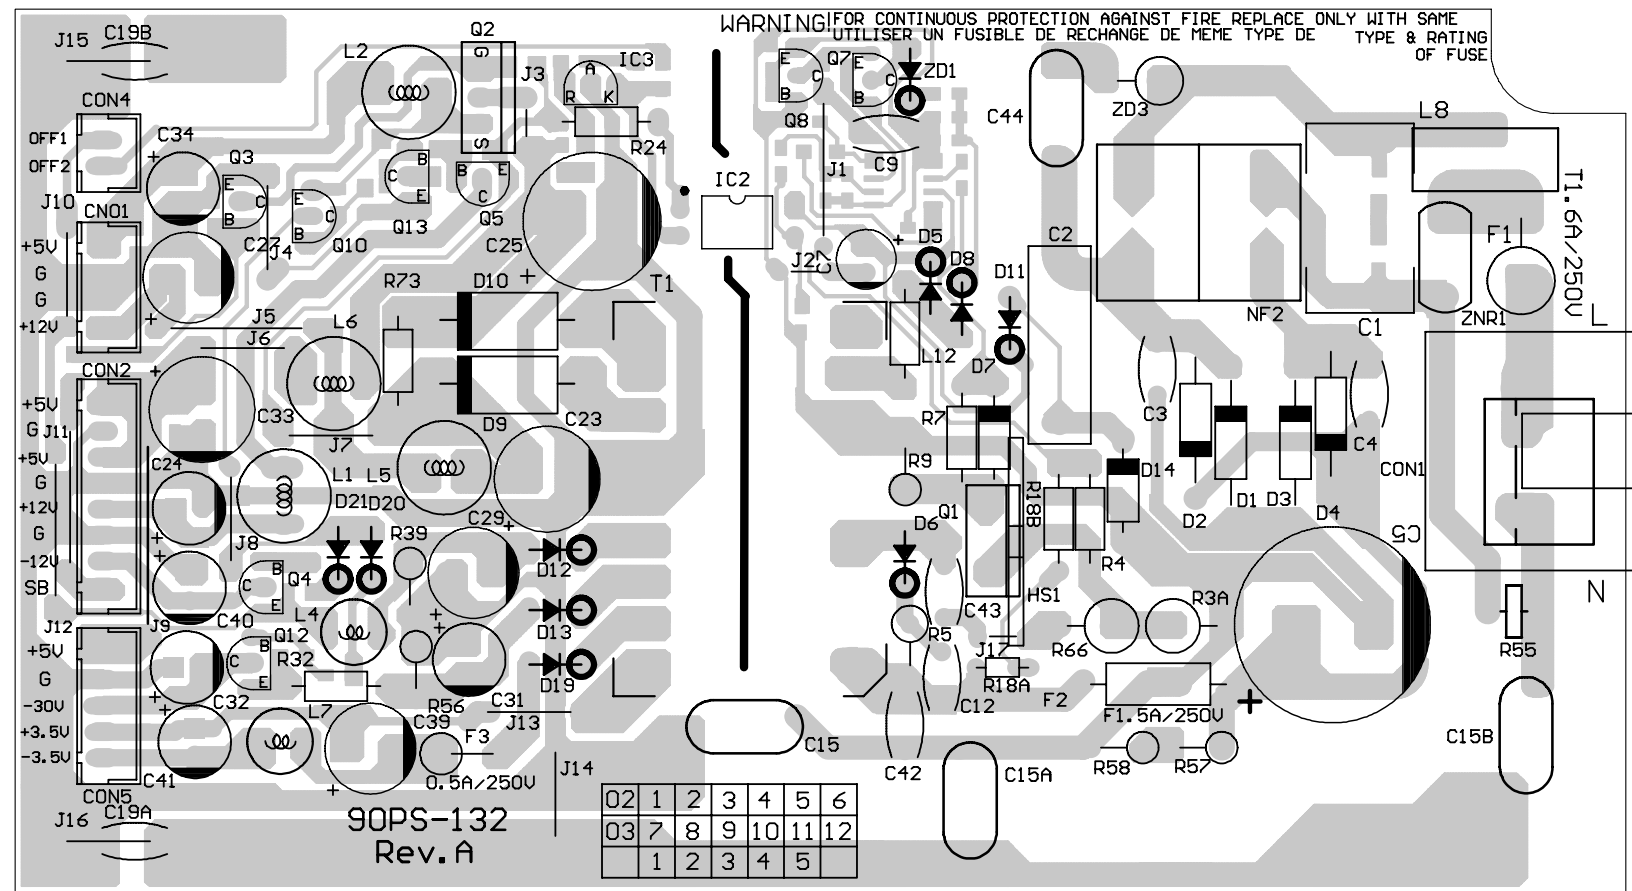 WARNING!FOR CONTINUOUS PROTECTION AGAINST FIRE REPLACE ONLY WITH SAME
UTILISER UN FUSIBLE DE RECHANGE DE MEME TYPE DE TYPE & RATING
OF FUSE
J15
C19B
L2
Q2
G
S
J3
IC3
A
R
K
R24
E
C
B
Q7
E
C
B
ZD1
Q8
C9
C44
ZD3
L8
CON4
OFF1
OFF2
C34
Q3
E
C
B
E
B
Q10
B
C
E
Q13
B
E
C
Q5
C25
IC2
J1
J10
CN01
+5V
G
G
+12V
C27
J4
R73
D10
T1
J2
C7
D5
D8
D11
C2
F1
T1.6A/250V
NF2
ZNR1
C1
L
J5
J6
L6
L12
D7
CON2
+5V
G
J11
+5V
G
+12V
G
-12V
SB
C33
J7
D9
C23
R7
C3
C4
C24
L1
L5
D21
D20
R9
D14
CON1
D1
D3
D2
D4
C5
R18B
Q1
R39
C29
D6
J8
B
C
E
Q4
D12
R4
HS1
C43
L4
C40
J12
J9
+5V
G
-30V
+3.5V
-3.5V
Q12
B
C
E
R32
D13
R5
J17
R66
R3A
R55
N
D19
R18A
F2
C32
R56
C31
C12
F1.5A/250V
L7
C39
J13
F3
C15
C41
0.5A/250V
J14
C42
C15A
R58
R57
C15B
CON5
C19A
J16
90PS-132
Rev.A
02 1 2 3 4 5 6
03 7 8 9 10 11 12
1 2 3 4 5